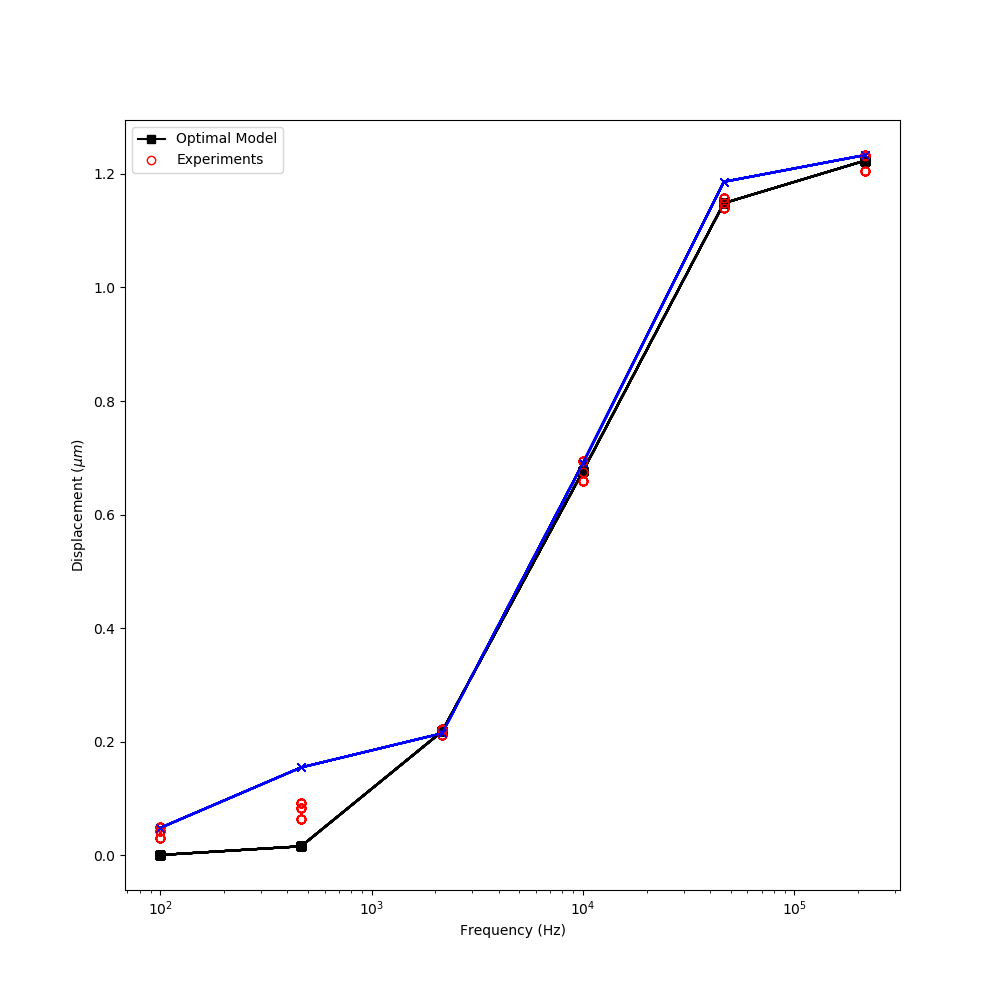 Optimal Model
Experiments
1.2
1.0
0.8
0.6
0.4
0.2
0.0
Displacement (μm)
10²
10³
10⁴
10⁵
Frequency (Hz)